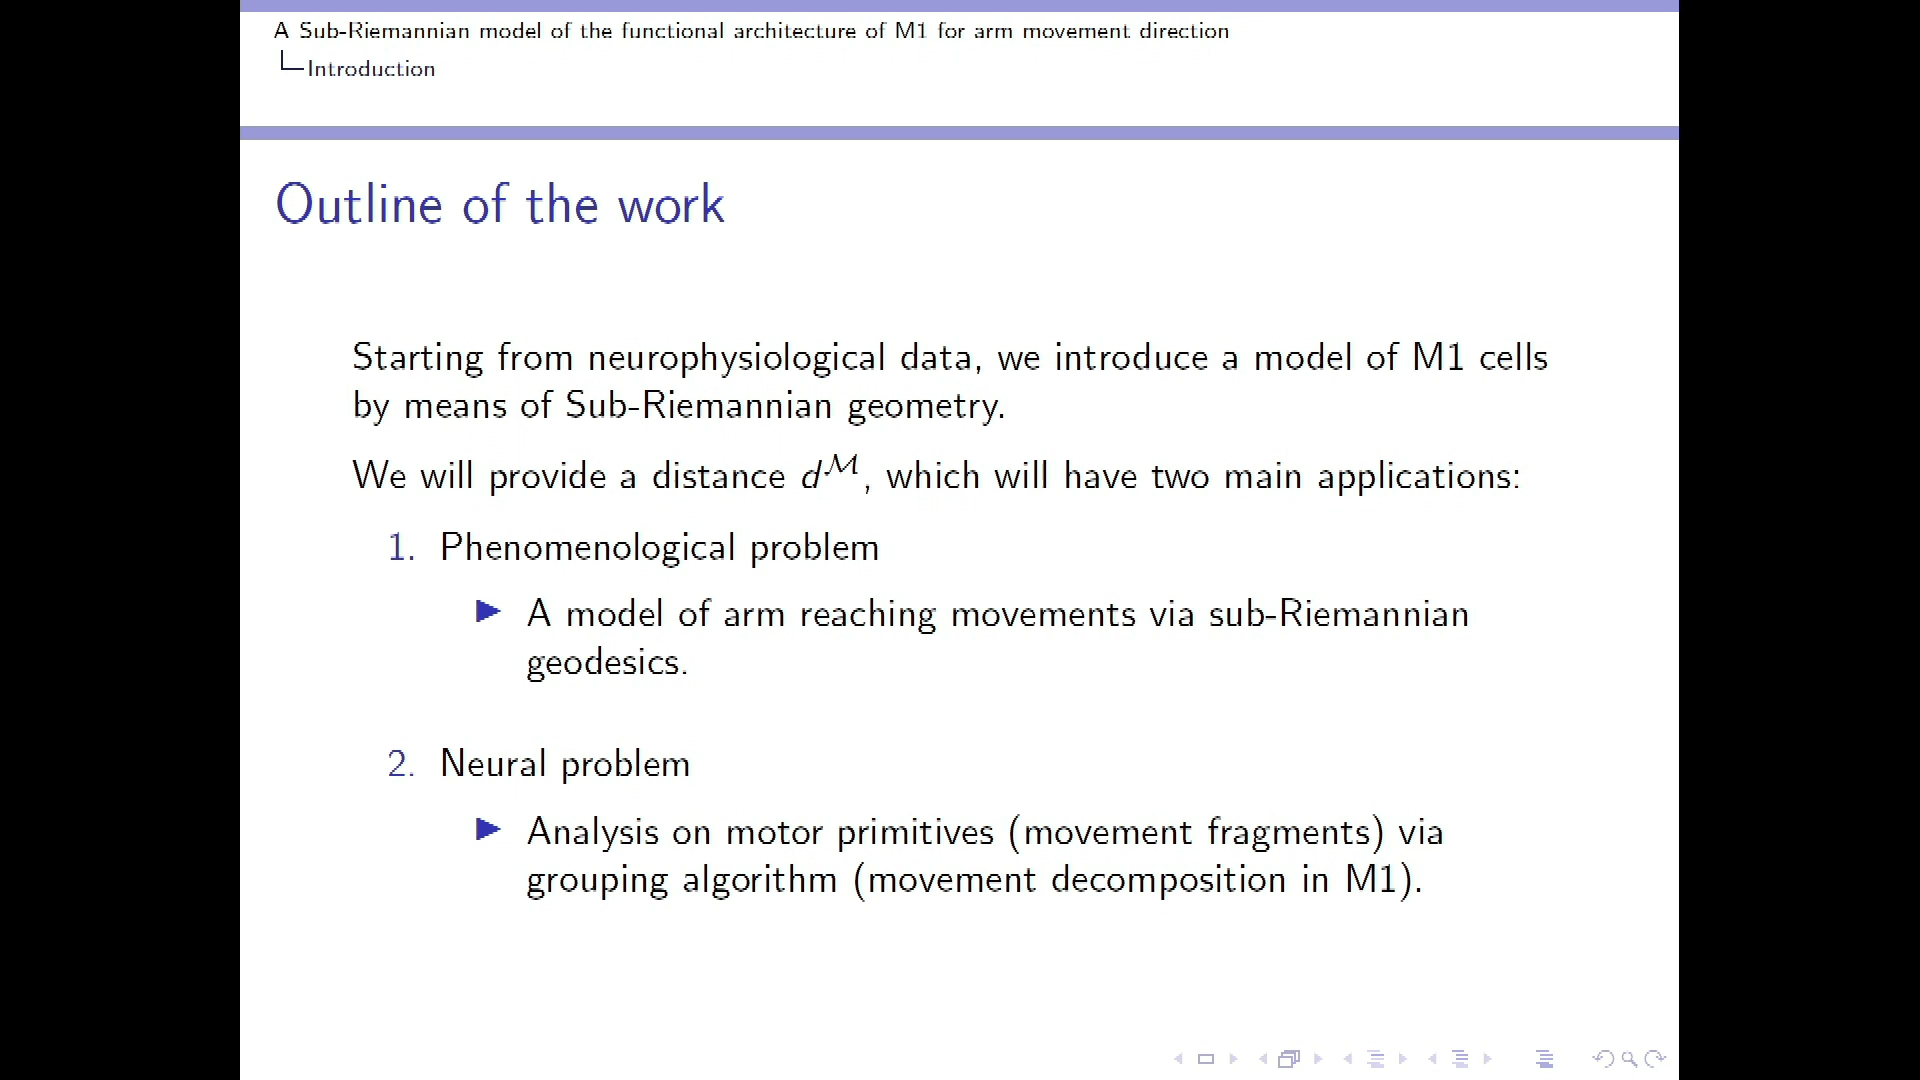 A Sub-Riemannian model of the functional architecture of M1 for arm movement direction
Introduction
Outline of the work
Starting from neurophysiological data, we introduce a model of M1 cells
by means of Sub-Riemannian geometry.
We will provide a distance d^ℳ, which will have two main applications:
1. Phenomenological problem
▶ A model of arm reaching movements via sub-Riemannian
geodesics.
2. Neural problem
▶ Analysis on motor primitives (movement fragments) via
grouping algorithm (movement decomposition in M1).